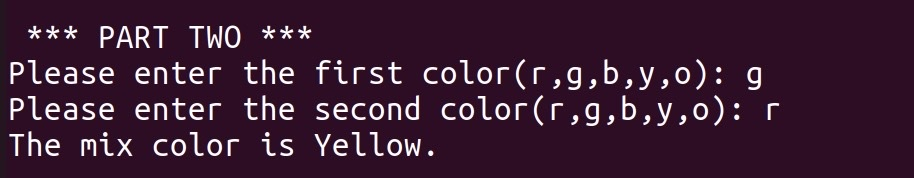 *** PART TWO ***
Please enter the first color(r,g,b,y,o): g
Please enter the second color(r,g,b,y,o): r
The mix color is Yellow.